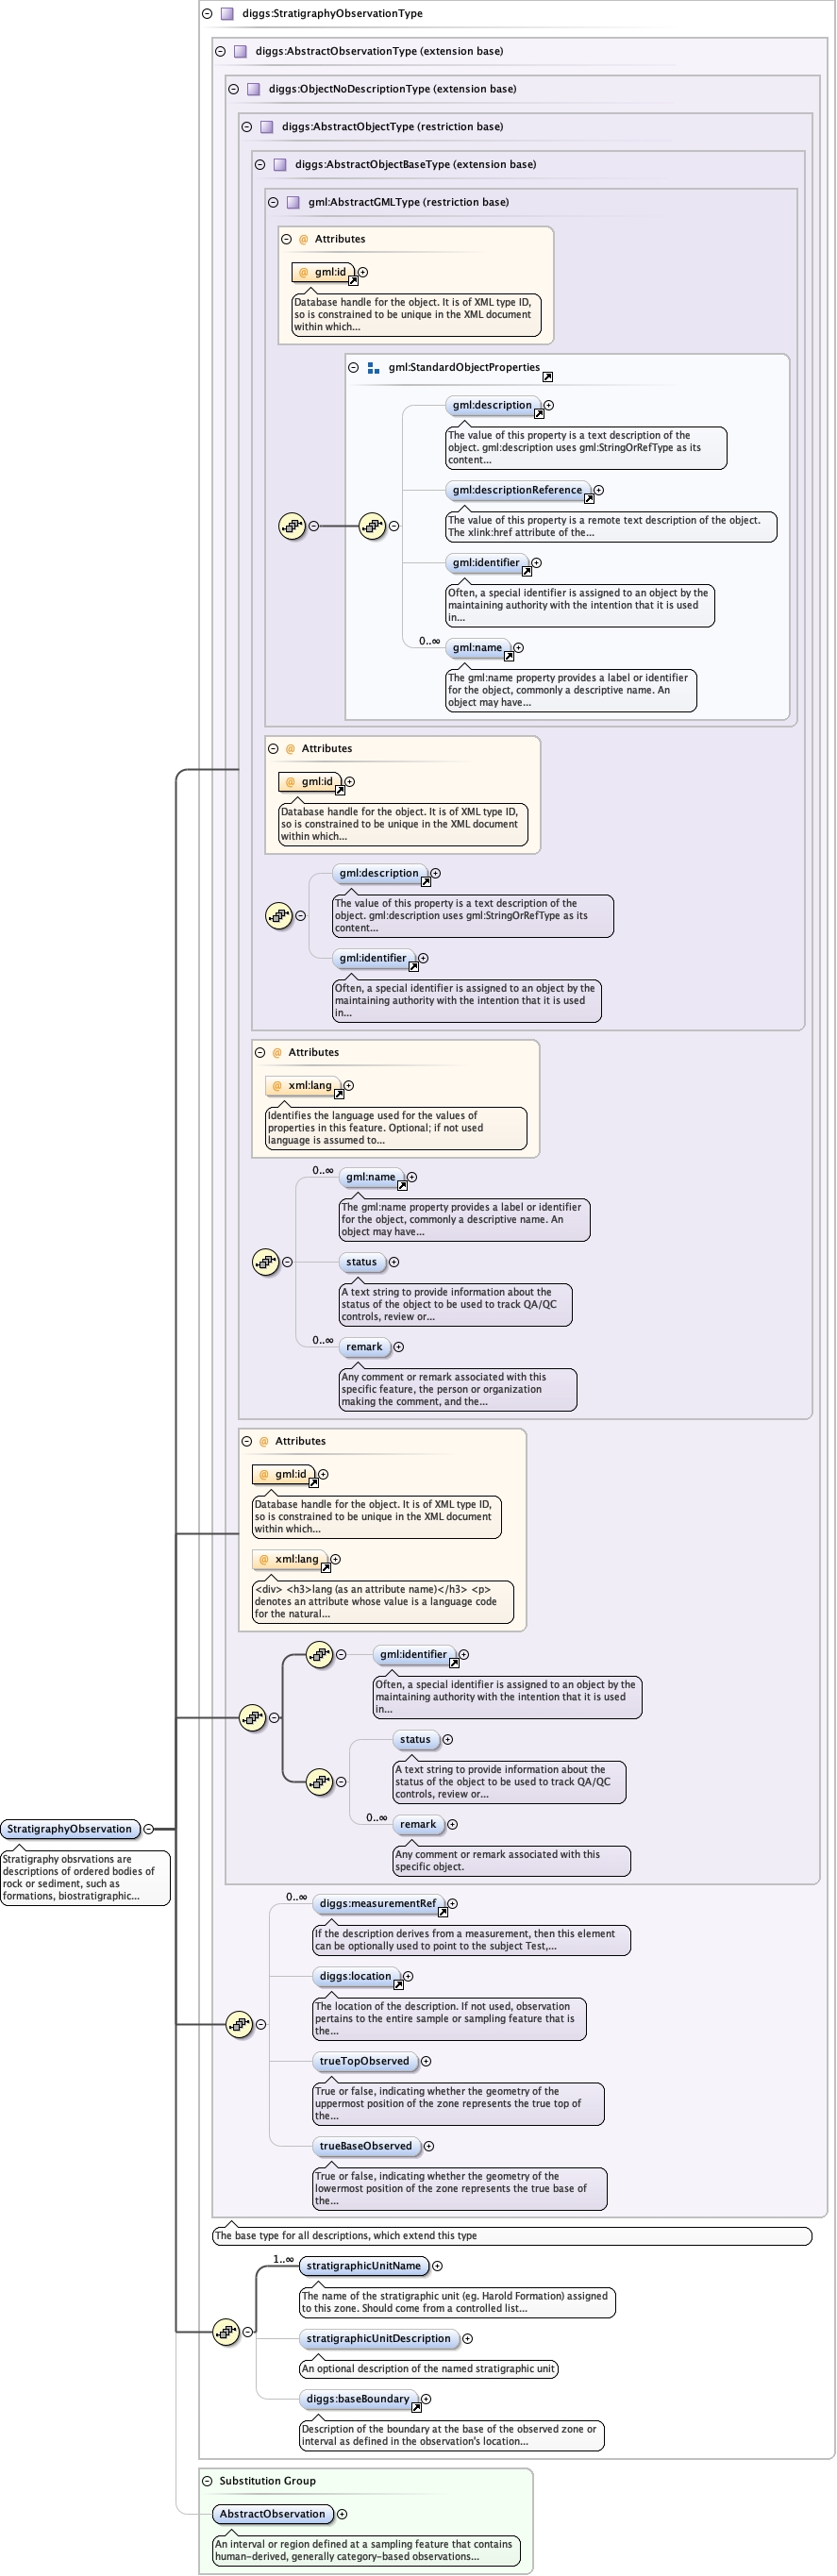 diggs:StratigraphyObservationType
diggs:AbstractObservationType (extension base)
diggs:ObjectNoDescriptionType (extension base)
diggs:AbstractObjectType (restriction base)
diggs:AbstractObjectBaseType (extension base)
gml:AbstractGMLType (restriction base)
@ Attributes
@ gml:id
Database handle for the object. It is of XML type ID,
so is constrained to be unique in the XML document
within which...
gml:StandardObjectProperties
gml:description
The value of this property is a text description of the
object. gml:description uses gml:StringOrRefType as its
content...
gml:descriptionReference
The value of this property is a remote text description of the object.
The xlink:href attribute of the...
gml:identifier
Often, a special identifier is assigned to an object by the
maintaining authority with the intention that it is used
in...
0..∞
gml:name
The gml:name property provides a label or identifier
for the object, commonly a descriptive name. An
object may have...
@ Attributes
@ gml:id
Database handle for the object. It is of XML type ID,
so is constrained to be unique in the XML document
within which...
gml:description
The value of this property is a text description of the
object. gml:description uses gml:StringOrRefType as its
content...
gml:identifier
Often, a special identifier is assigned to an object by the
maintaining authority with the intention that it is used
in...
@ Attributes
@ xml:lang
Identifies the language used for the values of
properties in this feature. Optional; if not used
language is assumed to...
0..∞
gml:name
The gml:name property provides a label or identifier
for the object, commonly a descriptive name. An
object may have...
status
A text string to provide information about the
status of the object to be used to track QA/QC
controls, review or...
0..∞
remark
Any comment or remark associated with this
specific feature, the person or organization
making the comment, and the...
@ Attributes
@ gml:id
Database handle for the object. It is of XML type ID,
so is constrained to be unique in the XML document
within which...
@ xml:lang
<div> <h3>lang (as an attribute name)</h3> <p>
denotes an attribute whose value is a language code
for the natural...
gml:identifier
Often, a special identifier is assigned to an object by the
maintaining authority with the intention that it is used
in...
status
A text string to provide information about the
status of the object to be used to track QA/QC
controls, review or...
0..∞
remark
Any comment or remark associated with this
specific object.
StratigraphyObservation
Stratigraphy obsrvations are
descriptions of ordered bodies of
rock or sediment, such as
formations, biostratigraphic...
0..∞
diggs:measurementRef
If the description derives from a measurement, then this element
can be optionally used to point to the subject Test,...
diggs:location
The location of the description. If not used, observation
pertains to the entire sample or sampling feature that is
the...
trueTopObserved
True or false, indicating whether the geometry of the
uppermost position of the zone represents the true top of
the...
trueBaseObserved
True or false, indicating whether the geometry of the
lowermost position of the zone represents the true base of
the...
The base type for all descriptions, which extend this type
1..∞
stratigraphicUnitName
The name of the stratigraphic unit (eg. Harold Formation) assigned
to this zone. Should come from a controlled list...
stratigraphicUnitDescription
An optional description of the named stratigraphic unit
diggs:baseBoundary
Description of the boundary at the base of the observed zone or
interval as defined in the observation's location...
Substitution Group
AbstractObservation
An interval or region defined at a sampling feature that contains
human-derived, generally category-based observations...